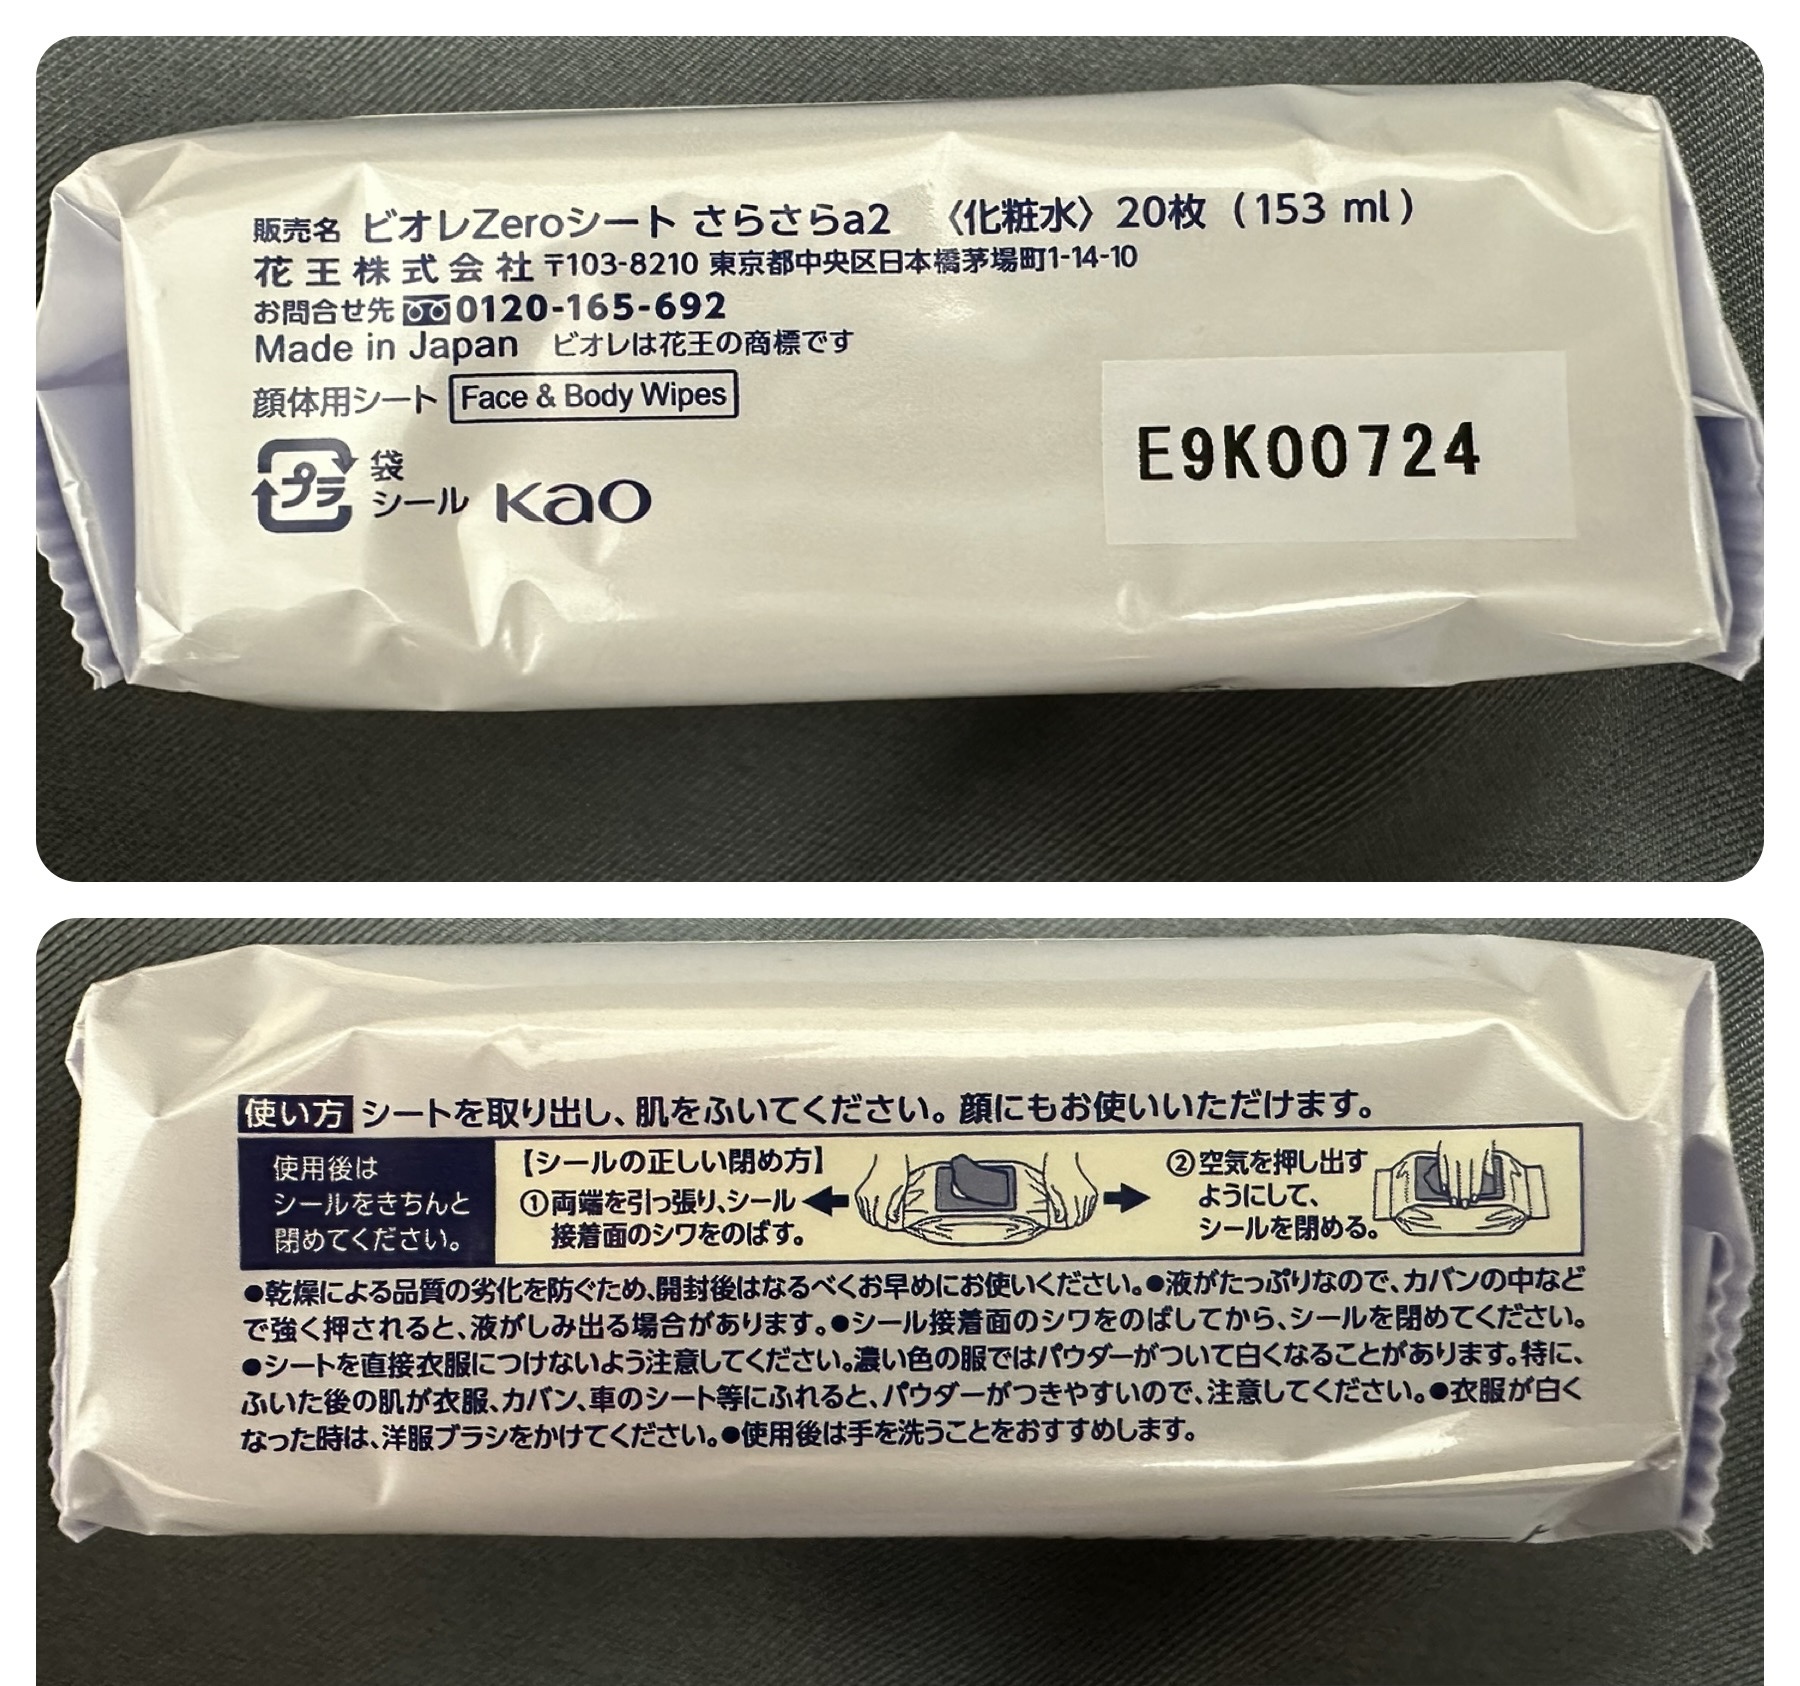 販売名 ビオレZeroシート さらさらa2 〈化粧水〉20枚 (153 ml)
花王株式会社 〒103-8210 東京都中央区日本橋茅場町1-14-10
お問合せ先 0120-165-692
Made in Japan ビオレは花王の商標です
顔体用シート Face & Body Wipes
プラ 袋
シール Kao
E9K00724
使い方 シートを取り出し、肌をふいてください。顔にもお使いいただけます。
使用後は
シールをきちんと
閉めてください。
【シールの正しい閉め方】
①両端を引っ張り、シール
接着面のシワをのばす。
②空気を押し出す
ようにして、
シールを閉める。
●乾燥による品質の劣化を防ぐため、開封後はなるべくお早めにお使いください。●液がたっぷりなので、カバンの中など
で強く押されると、液がしみ出る場合があります。●シール接着面のシワをのばしてから、シールを閉めてください。
●シートを直接衣服につけないよう注意してください。濃い色の服ではパウダーがついて白くなることがあります。特に、
ふいた後の肌が衣服、カバン、車のシート等にふれると、パウダーがつきやすいので、注意してください。●衣服が白く
なった時は、洋服ブラシをかけてください。●使用後は手を洗うことをおすすめします。